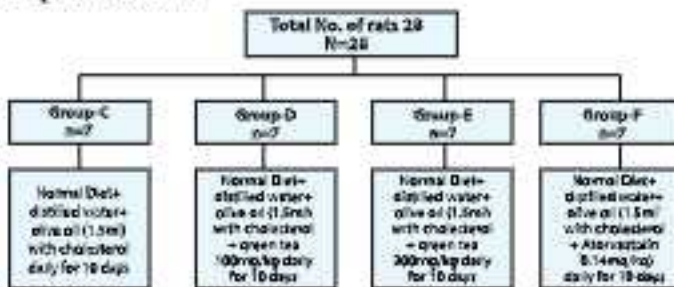 Total No. of rats 28
N=28
Group-C
n=7
Group-D
n=7
Group-E
n=7
Group-F
n=7
Normal Diet+
distilled water+
olive oil (1.5ml)
with cholesterol
daily for 10 days
Normal Diet+
distilled water+
olive oil (1.5ml)
with cholesterol
+ green tea
100mg/kg daily
for 10 days
Normal Diet+
distilled water+
olive oil (1.5ml)
with cholesterol
+ green tea
300mg/kg daily
for 10 days
Normal Diet+
distilled water+
olive oil (1.5ml
with cholesterol
+ Atorvastatin
0.14mg/kg)
daily for 10 days